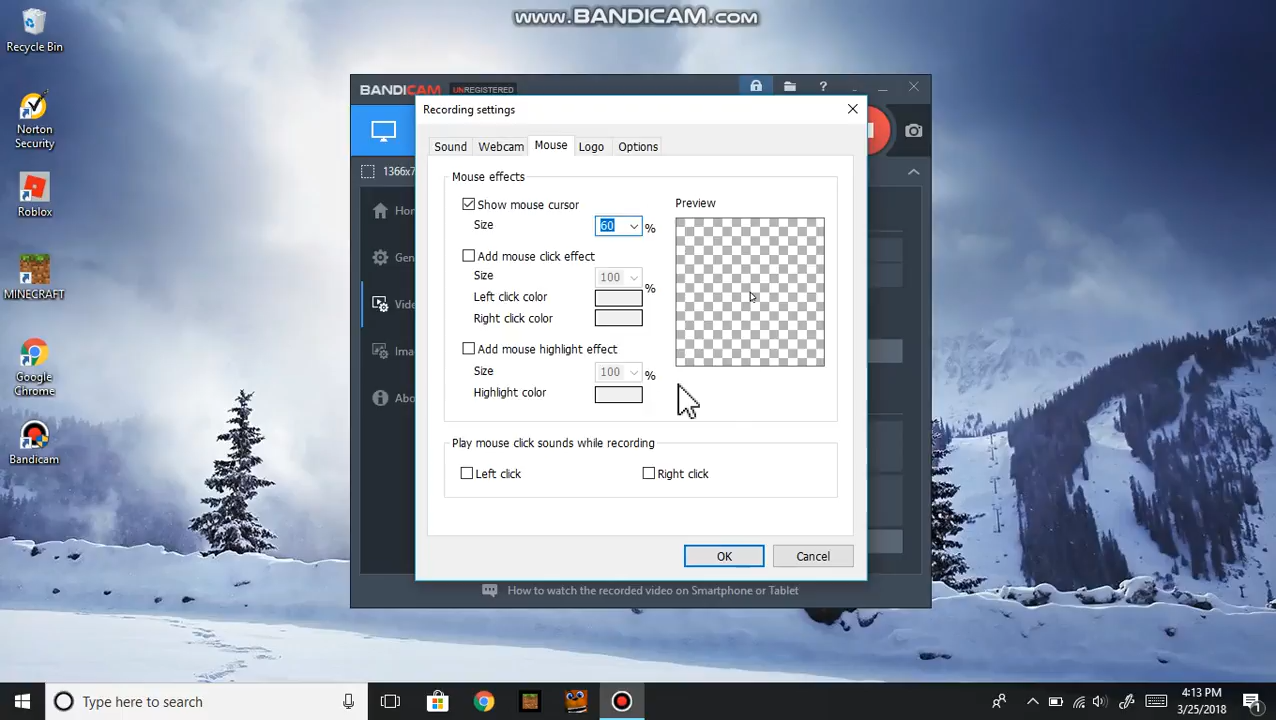 www.BANDICAM.com
Recycle Bin
Norton
Security
Roblox
MINECRAFT
Google
Chrome
Bandicam
BANDICAM UNREGISTERED
?
Recording settings
Sound Webcam Mouse Logo Options
1366x7
Hor
Gen
Vide
Ima
Abo
Mouse effects
Show mouse cursor
Size 60 %
Add mouse click effect
Size 100 %
Left click color
Right click color
Add mouse highlight effect
Size 100 %
Highlight color
Preview
Play mouse click sounds while recording
Left click Right click
OK Cancel
How to watch the recorded video on Smartphone or Tablet
Type here to search
4:13 PM
3/25/2018
1